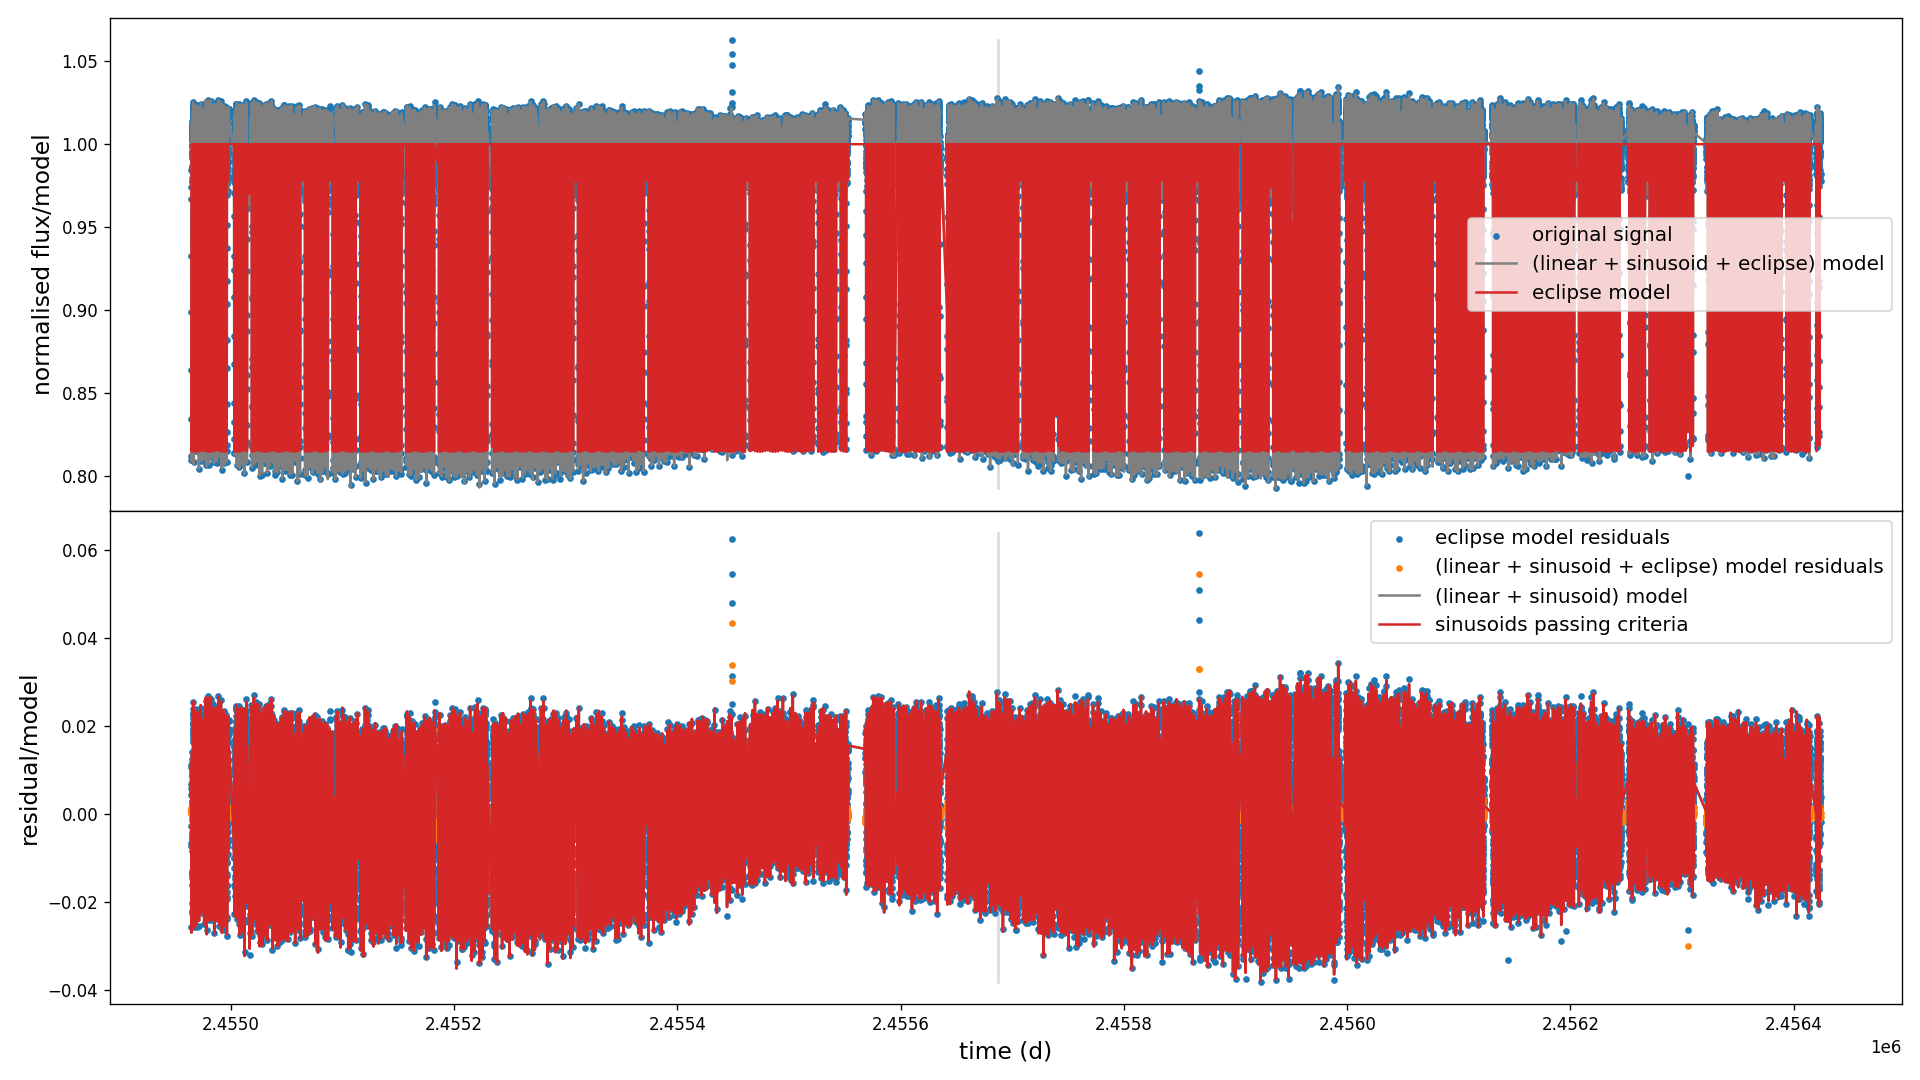 1.05
1.00
0.95
0.90
0.85
0.80
normalised flux/model
original signal
(linear + sinusoid + eclipse) model
eclipse model
0.06
0.04
0.02
0.00
−0.02
−0.04
residual/model
eclipse model residuals
(linear + sinusoid + eclipse) model residuals
(linear + sinusoid) model
sinusoids passing criteria
2.4550 2.4552 2.4554 2.4556 2.4558 2.4560 2.4562 2.4564
1e6
time (d)